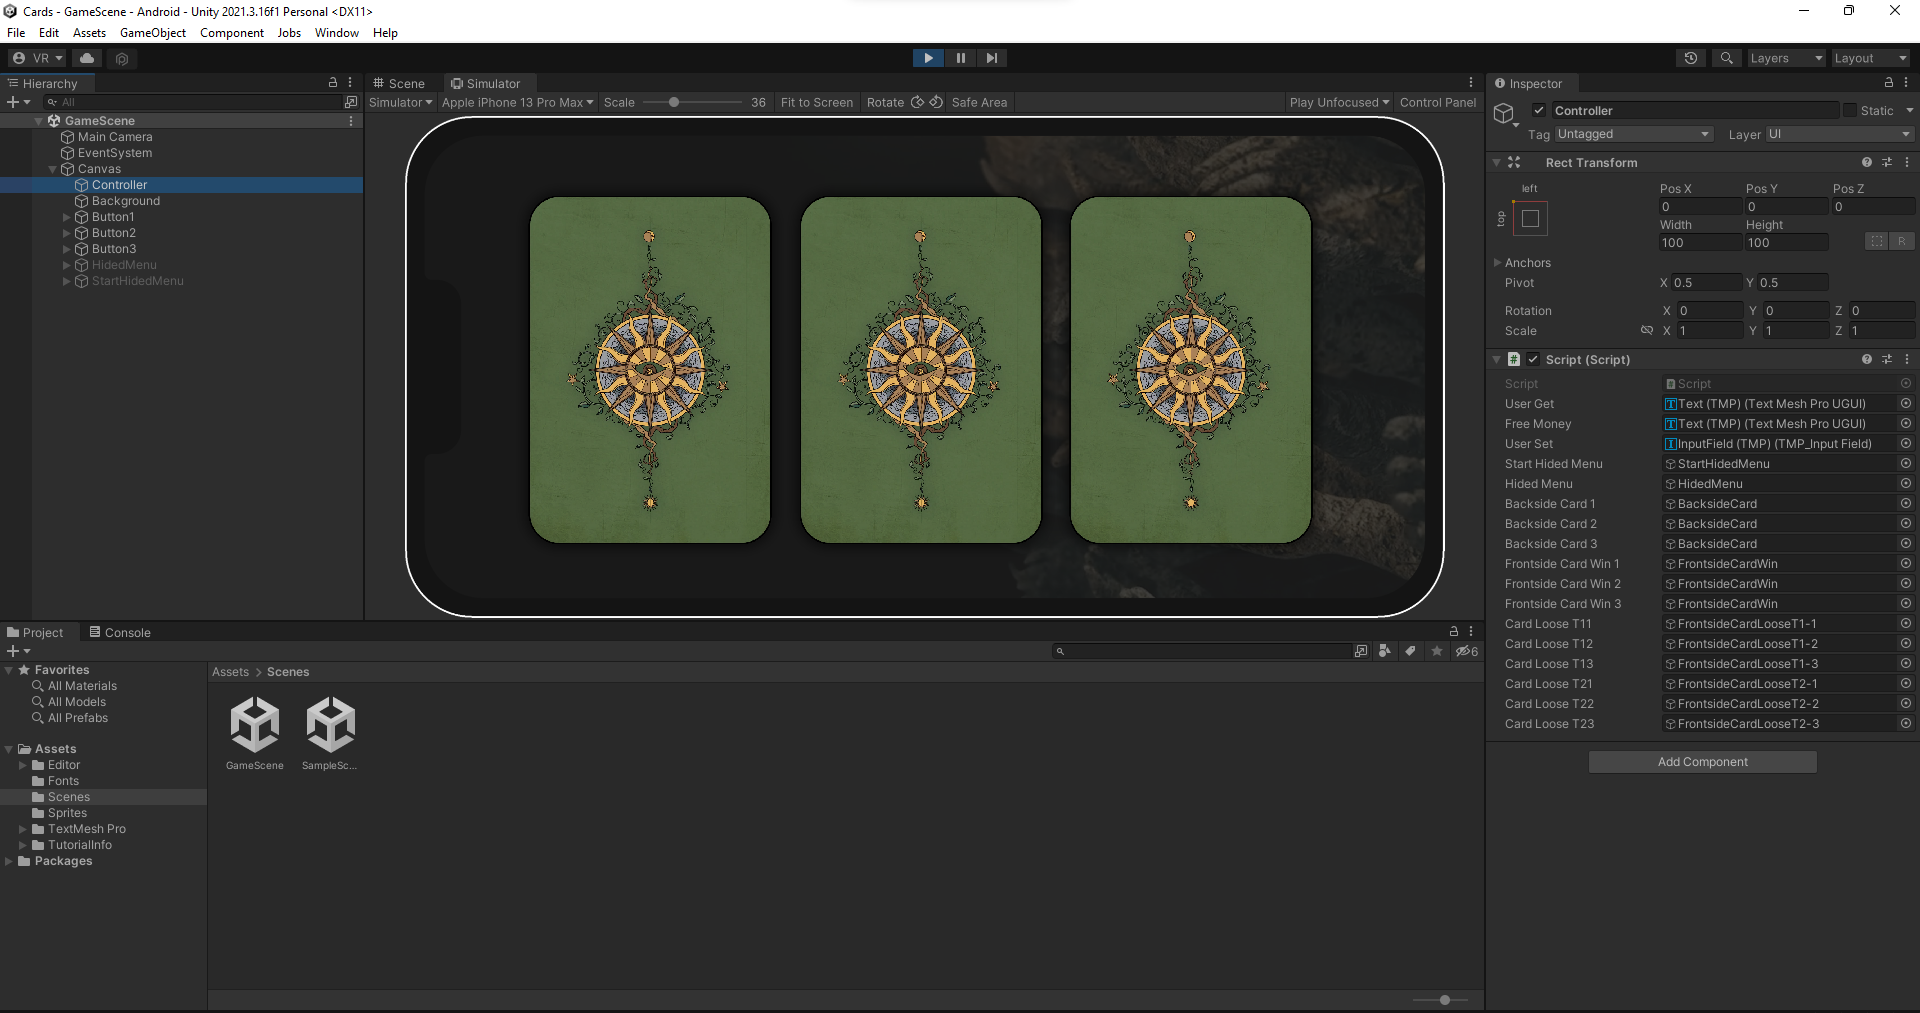 Cards - GameScene - Android - Unity 2021.3.16f1 Personal <DX11>
File Edit Assets GameObject Component Jobs Window Help
VR Layers Layout
Hierarchy
All
GameScene
Main Camera
EventSystem
Canvas
Controller
Background
Button1
Button2
Button3
HidedMenu
StartHidedMenu
Scene Simulator
Simulator Apple iPhone 13 Pro Max Scale 36 Fit to Screen Rotate Safe Area Play Unfocused Control Panel
Inspector
Controller Static
Tag Untagged Layer UI
Rect Transform
left
top
Pos X Pos Y Pos Z
0 0 0
Width Height
100 100 R
Anchors
Pivot X 0.5 Y 0.5
Rotation X 0 Y 0 Z 0
Scale X 1 Y 1 Z 1
# Script (Script)
Script Script
User Get Text (TMP) (Text Mesh Pro UGUI)
Free Money Text (TMP) (Text Mesh Pro UGUI)
User Set InputField (TMP) (TMP_Input Field)
Start Hided Menu StartHidedMenu
Hided Menu HidedMenu
Backside Card 1 BacksideCard
Backside Card 2 BacksideCard
Backside Card 3 BacksideCard
Frontside Card Win 1 FrontsideCardWin
Frontside Card Win 2 FrontsideCardWin
Frontside Card Win 3 FrontsideCardWin
Card Loose T11 FrontsideCardLooseT1-1
Card Loose T12 FrontsideCardLooseT1-2
Card Loose T13 FrontsideCardLooseT1-3
Card Loose T21 FrontsideCardLooseT2-1
Card Loose T22 FrontsideCardLooseT2-2
Card Loose T23 FrontsideCardLooseT2-3
Add Component
Project Console
6
Favorites
All Materials
All Models
All Prefabs
Assets
Editor
Fonts
Scenes
Sprites
TextMesh Pro
TutorialInfo
Packages
Assets > Scenes
GameScene SampleSc...